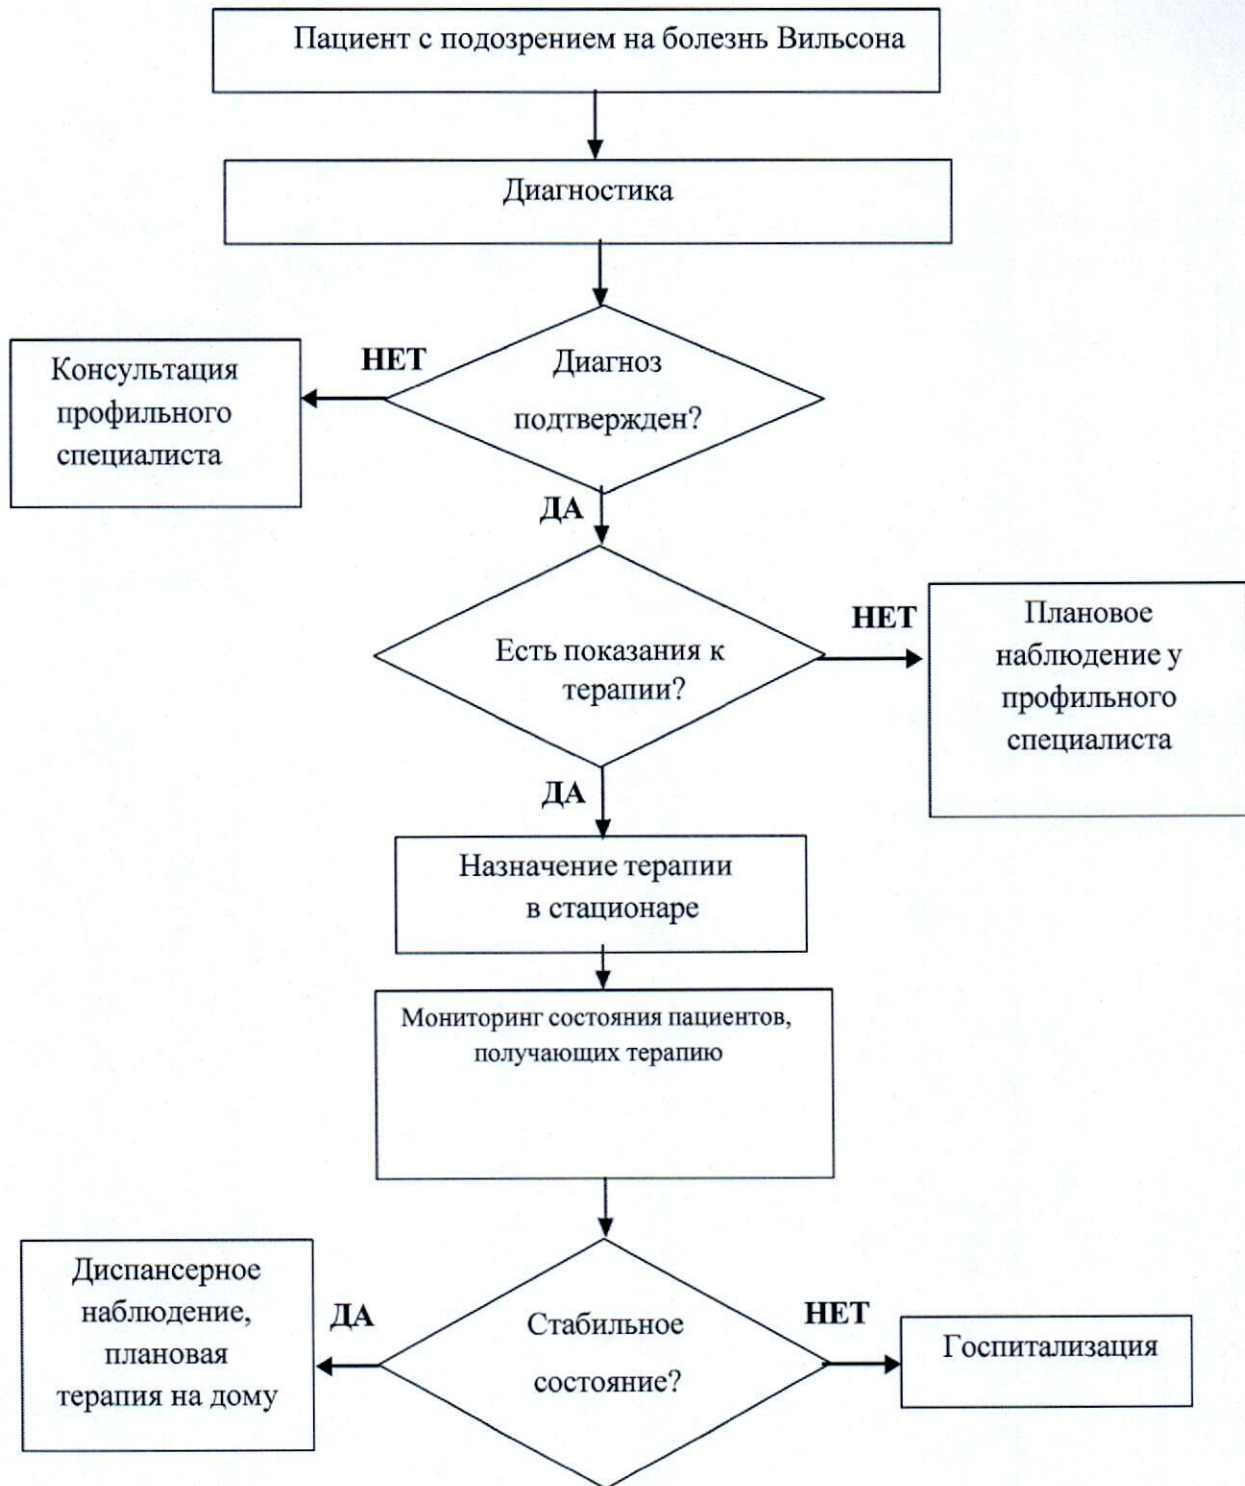 Пациент с подозрением на болезнь Вильсона
Диагностика
Диагноз
подтвержден?
НЕТ
Консультация
профильного
специалиста
ДА
Есть показания к
терапии?
НЕТ
Плановое
наблюдение у
профильного
специалиста
ДА
Назначение терапии
в стационаре
Мониторинг состояния пациентов,
получающих терапию
Стабильное
состояние?
ДА
Диспансерное
наблюдение,
плановая
терапия на дому
НЕТ
Госпитализация